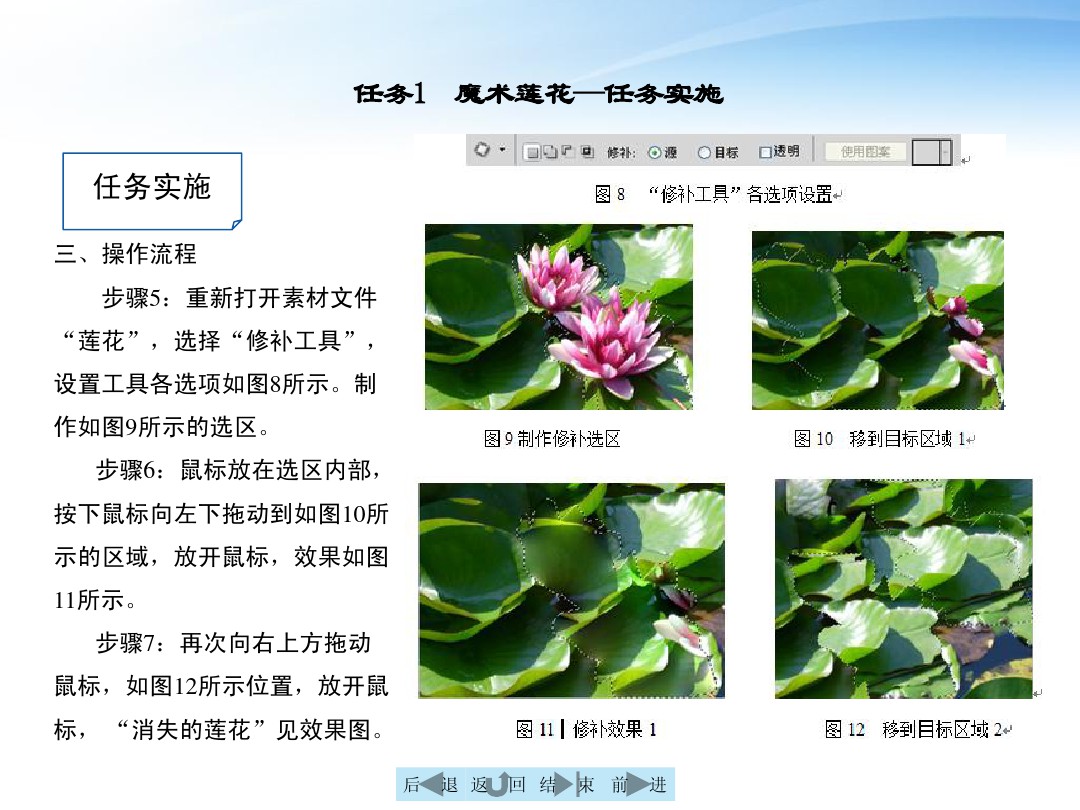 任务1 魔术莲花—任务实施
任务实施
三、操作流程
步骤5：重新打开素材文件
“莲花”，选择“修补工具”，
设置工具各选项如图8所示。制
作如图9所示的选区。
步骤6：鼠标放在选区内部，
按下鼠标向左下拖动到如图10所
示的区域，放开鼠标，效果如图
11所示。
步骤7：再次向右上方拖动
鼠标，如图12所示位置，放开鼠
标， “消失的莲花”见效果图。
修补: 源 目标 透明 使用图案
图 8 “修补工具”各选项设置
图 9 制作修补选区
图 10 移到目标区域 1
图 11 修补效果 1
图 12 移到目标区域 2
后退 返回 结束 前进